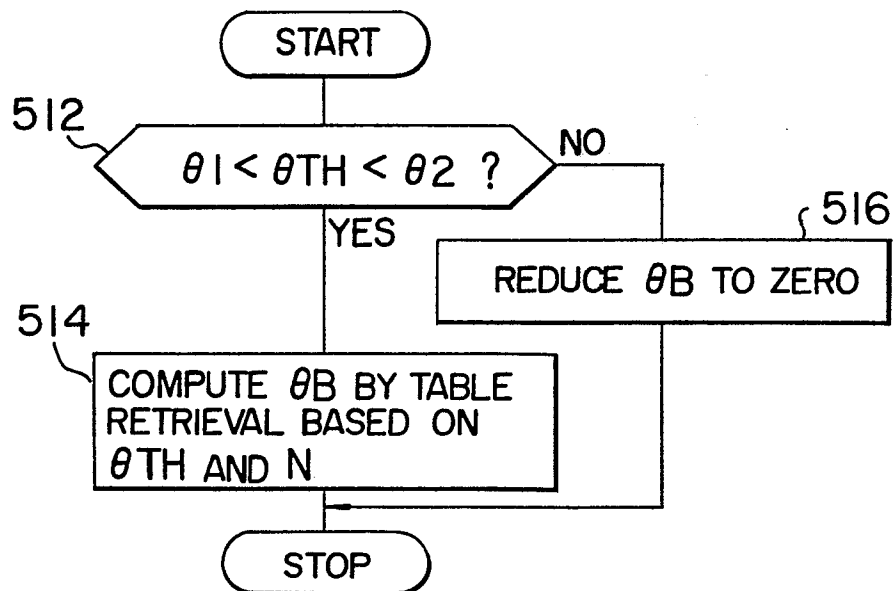 START
512
θ1 < θTH < θ2 ?
NO
YES
516
REDUCE θB TO ZERO
514
COMPUTE θB BY TABLE
RETRIEVAL BASED ON
θTH AND N
STOP